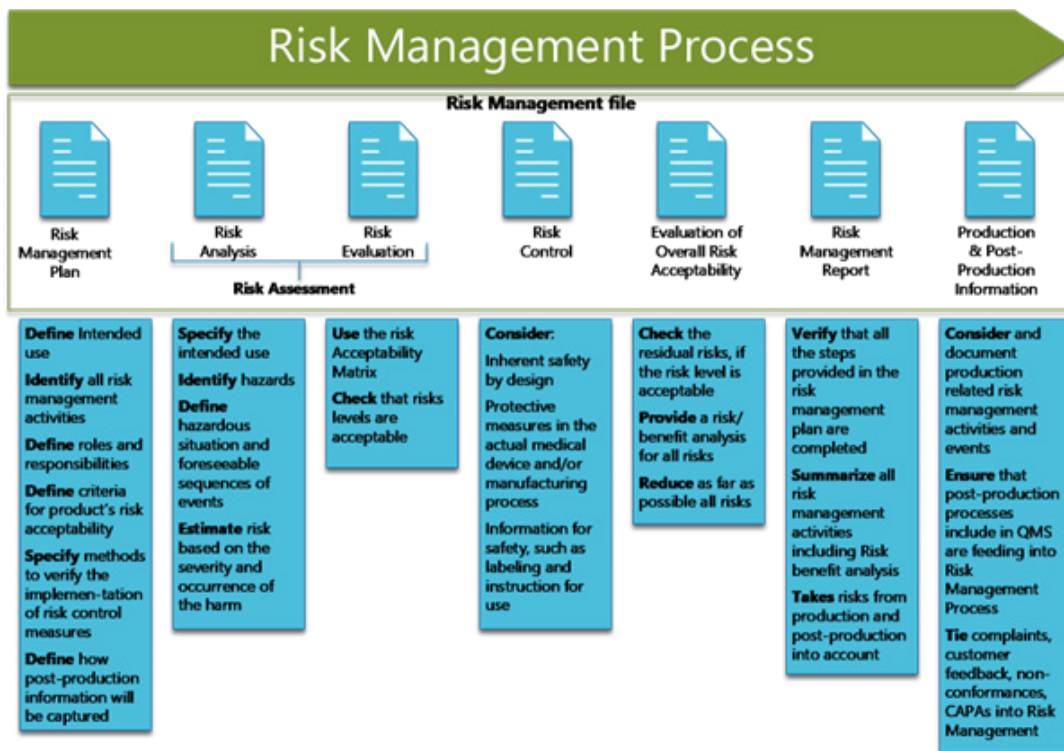 Risk Management Process
Risk Management file
Risk
Management
Plan
Risk
Analysis
Risk
Evaluation
Risk Assessment
Risk
Control
Evaluation of
Overall Risk
Acceptability
Risk
Management
Report
Production
& Post-
Production
Information
Define Intended
use
Identify all risk
management
activities
Define roles and
responsibilities
Define criteria
for product's risk
acceptability
Specify methods
to verify the
implemen-tation
of risk control
measures
Define how
post-production
information will
be captured
Specify the
intended use
Identify hazards
Define
hazardous
situation and
foreseeable
sequences of
events
Estimate risk
based on the
severity and
occurrence of
the harm
Use the risk
Acceptability
Matrix
Check that risks
levels are
acceptable
Consider:
Inherent safety
by design
Protective
measures in the
actual medical
device and/or
manufacturing
process
Information for
safety, such as
labeling and
instruction for
use
Check the
residual risks, if
the risk level is
acceptable
Provide a risk/
benefit analysis
for all risks
Reduce as far as
possible all risks
Verify that all
the steps
provided in the
risk
management
plan are
completed
Summarize all
risk
management
activities
including Risk
benefit analysis
Takes risks from
production and
post-production
into account
Consider and
document
production
related risk
management
activities and
events
Ensure that
post-production
processes
include in QMS
are feeding into
Risk
Management
Process
Tie complaints,
customer
feedback, non-
conformances,
CAPAs into Risk
Management